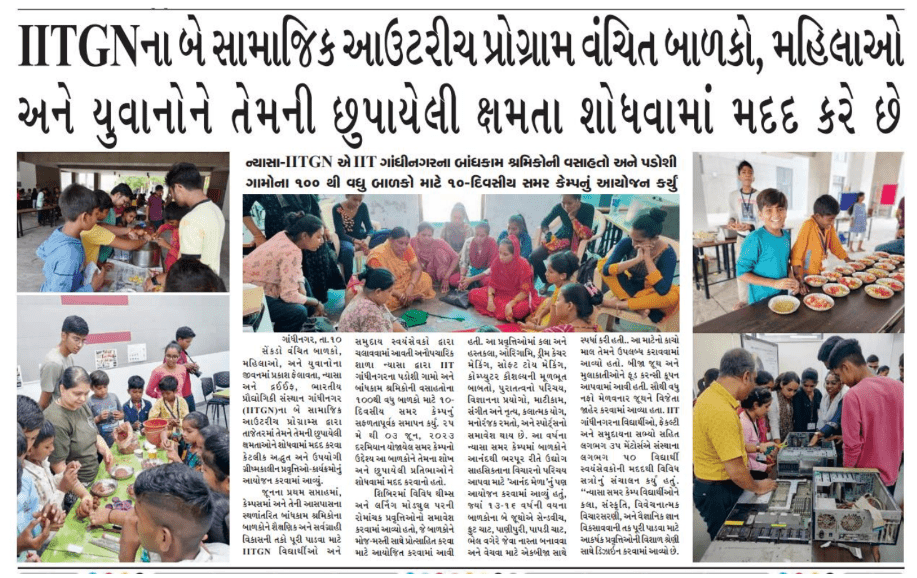 IITGNના બે સામાજિક આઉટરીચ પ્રોગ્રામ વંચિત બાળકો, મહિલાઓ
અને યુવાનોને તેમની છુપાયેલી ક્ષમતા શોધવામાં મદદ કરે છે
ન્યાસા-IITGN એ IIT ગાંધીનગરના બાંધકામ શ્રમિકોની વસાહતો અને પડોશી
ગામોના ૧૦૦ થી વધુ બાળકો માટે ૧૦-દિવસીય સમર કેમ્પનું આયોજન કર્યું
ગાંધીનગર, તા.૧૦
સેંકડો વંચિત બાળકો,
મહિલાઓ, અને યુવાનોના
જીવનમાં પ્રકાશ ફેલાવતા, ન્યાસા
અને ઈઈઈક, ભારતીય
પ્રૌદ્યોગિકી સંસ્થાન ગાંધીનગર
(IITGN)ના બે સામાજિક
આઉટરીચ પ્રોગ્રામ્સ દ્વારા
તાજેતરમાં તેમને તેમની છુપાયેલી
ક્ષમતાઓને શોધવામાં મદદ કરવા
કેટલીક અદ્ભુત અને ઉપયોગી
ગ્રીષ્મકાલીન પ્રવૃત્તિઓ-કાર્યક્રમોનું
આયોજન કરવામાં આવ્યું.
જૂનના પ્રથમ સપ્તાહમાં,
કેમ્પસમાં અને તેની આસપાસના
સ્થળાંતરિત બાંધકામ શ્રમિકોના
બાળકોને શૈક્ષણિક અને સર્વગ્રાહી
વિકાસની તકો પૂરી પાડવા માટે
IITGN વિદ્યાર્થીઓ અને
સમુદાય સ્વયંસેવકો દ્વારા
ચલાવવામાં આવતી અનૌપચારિક
શાળા ન્યાસા દ્વારા IIT
ગાંધીનગરના પડોશી ગામો અને
બાંધકામ શ્રમિકની વસાહતોના
૧૦૦થી વધુ બાળકો માટે ૧૦-
દિવસીય સમર કેમ્પનું
સફળતાપૂર્વક સમાપન કર્યું. ૨૫
મે થી ૦૩ જૂન, ૨૦૨૩
દરમિયાન યોજાયેલ સમર કેમ્પનો
ઉદેશ્ય આ બાળકોને તેમના શોખ
અને છુપાયેલી પ્રતિભાઓને
શોધવામાં મદદ કરવાનો હતો.
શિબિરમાં વિવિધ થીમ્સ
અને લર્નિંગ મોડ્યુલ પરની
રોમાંચક પ્રવૃત્તિઓનો સમાવેશ
કરવામાં આવ્યો હતો, જે બાળકોને
મોજ-મસ્તી સાથે પ્રોત્સાહિત કરવા
માટે આયોજિત કરવામાં આવી
હતી. આ પ્રવૃત્તિઓમાં કલા અને
હસ્તકલા, ઓરિગામિ, ડ્રીમ કેચર
મેકિંગ, સોફ્ટ ટોય મેકિંગ,
કોમ્પ્યુટર કૌશલ્યની મૂળભૂત
બાબતો, પુરાતત્વનો પરિચય,
વિજ્ઞાનના પ્રયોગો, માટીકામ,
સંગીત અને નૃત્ય, કલાત્મક યોગ,
મનોરંજક રમતો, અને સ્પોર્ટ્સનો
સમાવેશ થાય છે. આ વર્ષના
ન્યાસા સમર કેમ્પમાં બાળકોને
આનંદથી ભરપૂર રીતે ઉદ્યોગ
સાહસિકતાના વિચારનો પરિચય
આપવા માટે 'આનંદ મેળા'નું પણ
આયોજન કરવામાં આવ્યું હતું,
જ્યાં ૧૩-૧૬ વર્ષની વયના
બાળકોના બે જૂથોએ સેન્ડવીચ,
ફ્રુટ ચાટ, પાણીપુરી, પાપડી ચાટ,
ભેલ વગેરે જેવા નાસ્તા બનાવવા
અને વેચવા માટે એકબીજા સાથે
સ્પર્ધા કરી હતી.. આ માટેનો કાચો
માલ તેમને ઉપલબ્ધ કરાવવામાં
આવ્યો હતો. બીજા જૂથ અને
મુલાકાતીઓને ફૂડ કરન્સી કૂપન
આપવામાં આવી હતી. સૌથી વધુ
નફો મેળવનાર જૂથને વિજેતા
જાહેર કરવામાં આવ્યા હતા. IIT
ગાંધીનગરના વિદ્યાર્થીઓ, ફેકલ્ટી
અને સમુદાયના સભ્યો સહિત
લગભગ ૩૫ મેટોર્સએ સંસ્થાના
લગભગ ૫૦ વિદ્યાર્થી
સ્વયંસેવકોની મદદથી વિવિધ
સત્રોનું સંચાલન કર્યું હતું.
"ન્યાસા સમર કેમ્પ વિદ્યાર્થીઓને
કલા, સંસ્કૃતિ, વિવેચનાત્મક
વિચારસરણી, અને વૈજ્ઞાનિક જ્ઞાન
વિકસાવવાની તકો પૂરી પાડવા માટે
આકર્ષક પ્રવૃત્તિઓની વિશાળ શ્રેણી
સાથે ડિઝાઇન કરવામાં આવ્યો છે.